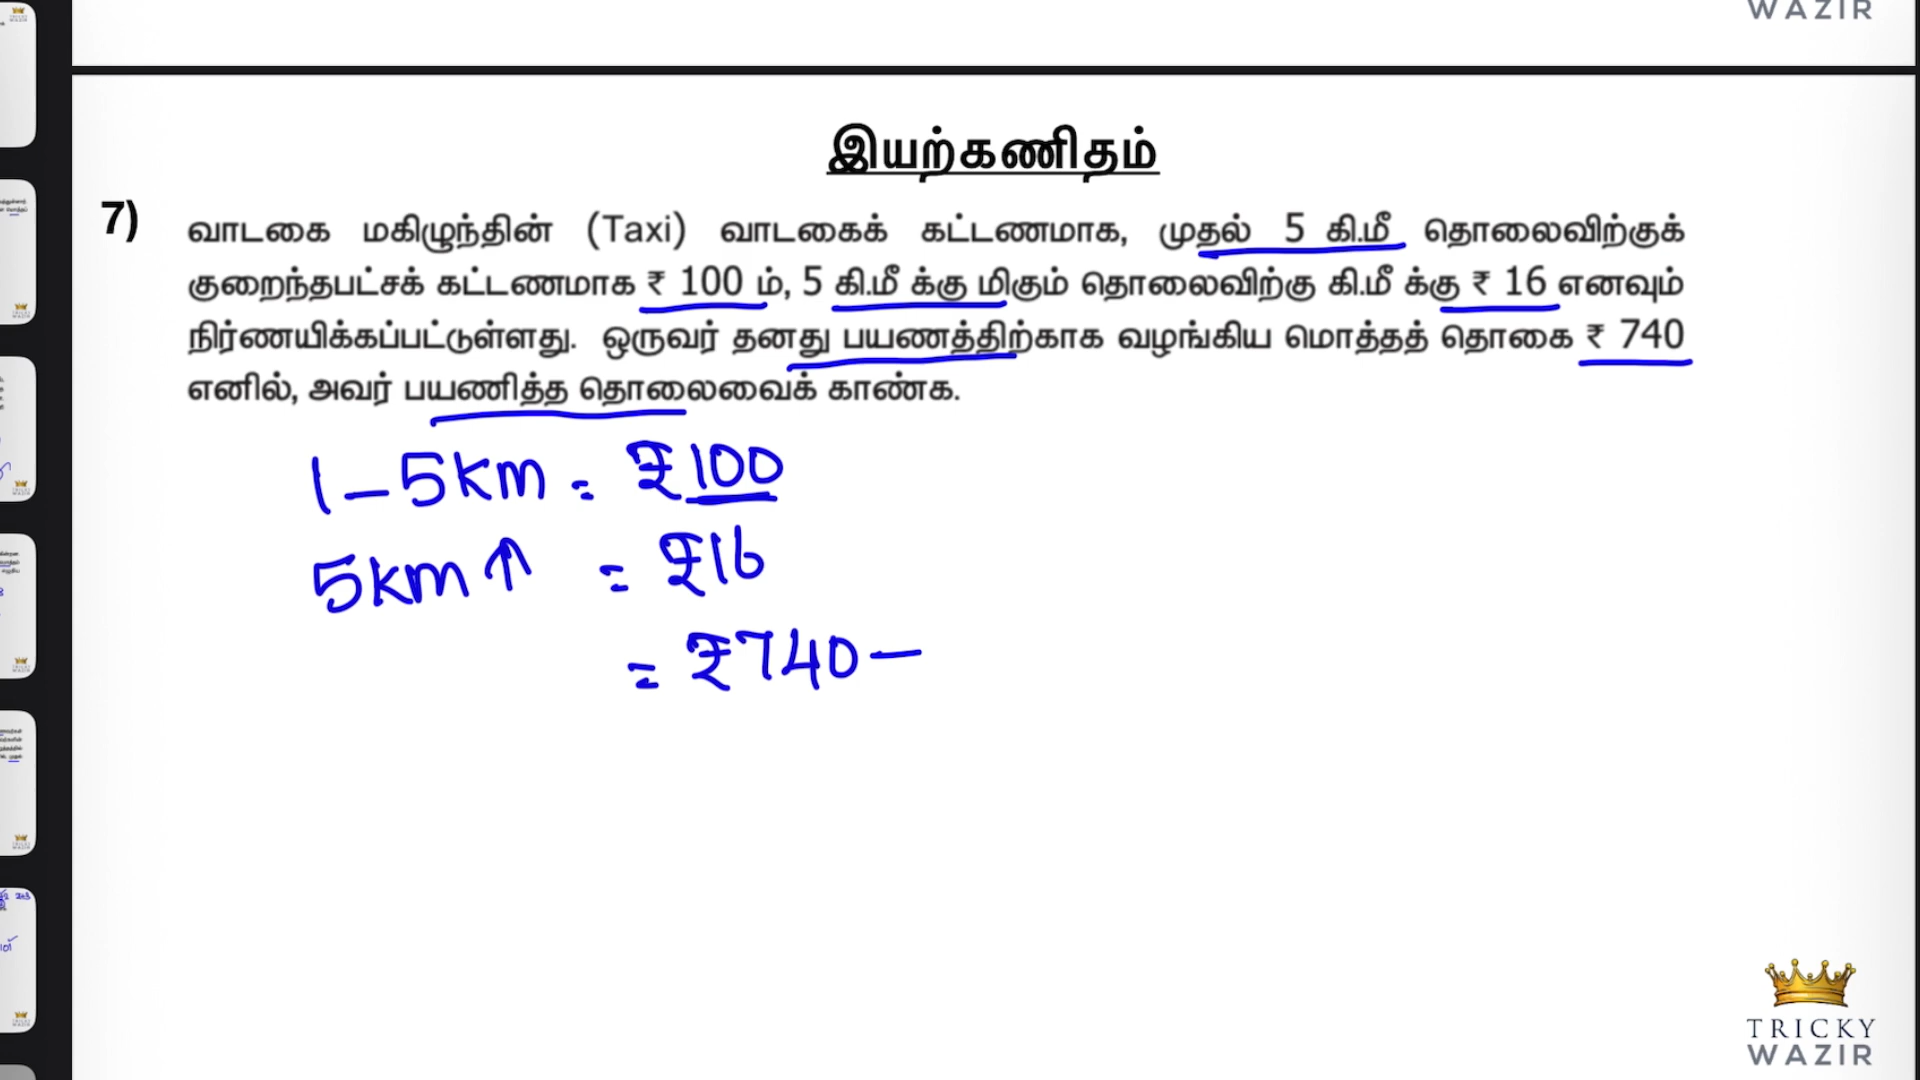 WAZIR
இயற்கணிதம்
7) வாடகை மகிழுந்தின் (Taxi) வாடகைக் கட்டணமாக, முதல் 5 கி.மீ தொலைவிற்குக்
குறைந்தபட்சக் கட்டணமாக ₹ 100 ம், 5 கி.மீ க்கு மிகும் தொலைவிற்கு கி.மீ க்கு ₹ 16 எனவும்
நிர்ணயிக்கப்பட்டுள்ளது. ஒருவர் தனது பயணத்திற்காக வழங்கிய மொத்தத் தொகை ₹ 740
எனில், அவர் பயணித்த தொலைவைக் காண்க.
1 – 5km = ₹100
5km ↑ = ₹16
= ₹740 –
TRICKY
WAZIR